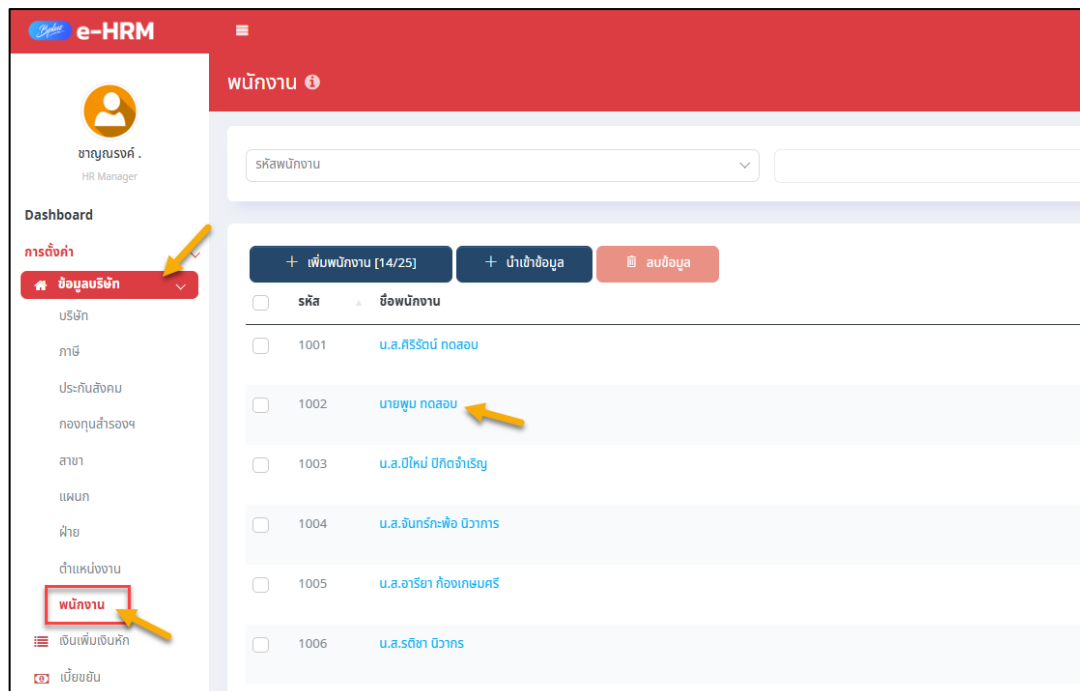 Bplus e-HRM
พนักงาน
ชาญณรงค์ .
HR Manager
Dashboard
การตั้งค่า
ข้อมูลบริษัท
บริษัท
ภาษี
ประกันสังคม
กองทุนสำรองฯ
สาขา
แผนก
ฝ่าย
ตำแหน่งงาน
พนักงาน
เงินเพิ่มเงินหัก
เบี้ยขยัน
รหัสพนักงาน
+ เพิ่มพนักงาน [14/25] + นำเข้าข้อมูล ลบข้อมูล
รหัส ชื่อพนักงาน
1001 น.ส.ศิริรัตน์ ทดสอบ
1002 นายพูม ทดสอบ
1003 น.ส.ปีใหม่ ปีกิตจำเริญ
1004 น.ส.จันทร์กะพ้อ นิวาการ
1005 น.ส.อารียา ก้องเกษมศรี
1006 น.ส.รติชา นิวากร